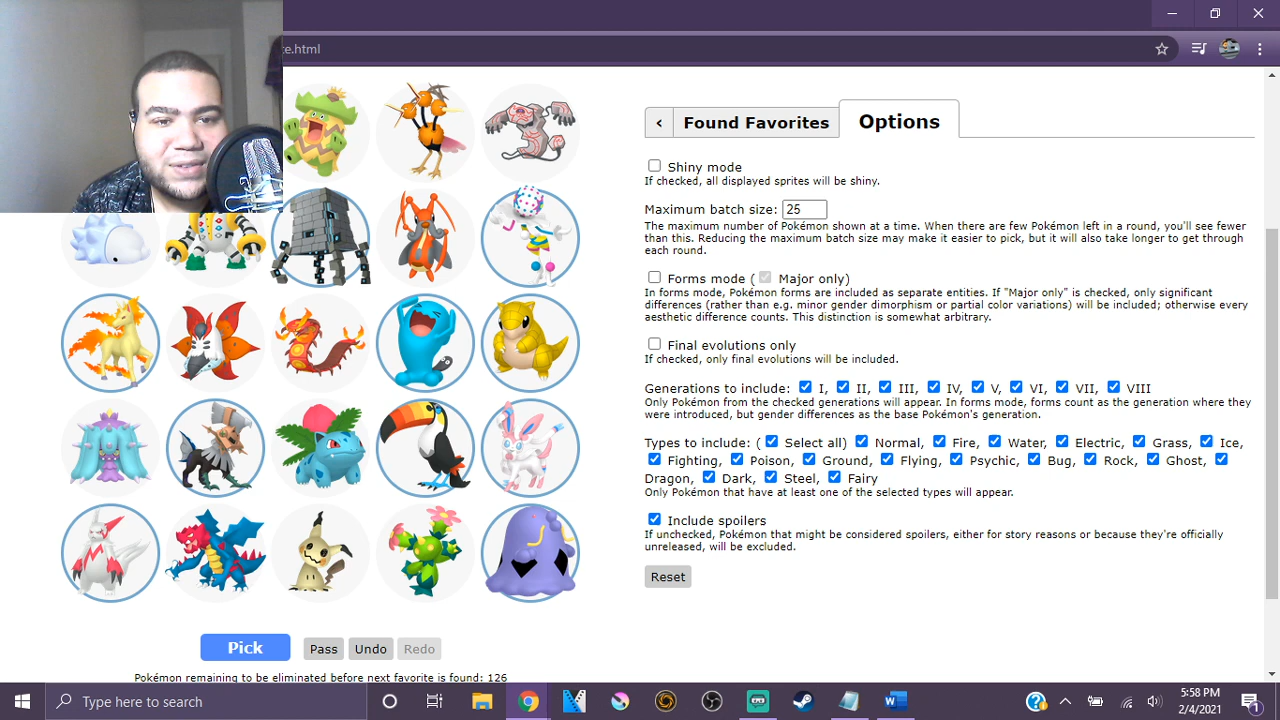 te.html
Found Favorites
Options
Shiny mode
If checked, all displayed sprites will be shiny.
Maximum batch size: 25
The maximum number of Pokémon shown at a time. When there are few Pokémon left in a round, you'll see fewer
than this. Reducing the maximum batch size may make it easier to pick, but it will also take longer to get through
each round.
Forms mode ( Major only)
In forms mode, Pokémon forms are included as separate entities. If "Major only" is checked, only significant
differences (rather than e.g. minor gender dimorphism or partial color variations) will be included; otherwise every
aesthetic difference counts. This distinction is somewhat arbitrary.
Final evolutions only
If checked, only final evolutions will be included.
Generations to include: I, II, III, IV, V, VI, VII, VIII
Only Pokémon from the checked generations will appear. In forms mode, forms count as the generation where they
were introduced, but gender differences as the base Pokémon's generation.
Types to include: ( Select all) Normal, Fire, Water, Electric, Grass, Ice,
Fighting, Poison, Ground, Flying, Psychic, Bug, Rock, Ghost,
Dragon, Dark, Steel, Fairy
Only Pokémon that have at least one of the selected types will appear.
Include spoilers
If unchecked, Pokémon that might be considered spoilers, either for story reasons or because they're officially
unreleased, will be excluded.
Reset
Pick Pass Undo Redo
Pokémon remaining to be eliminated before next favorite is found: 126
Type here to search
5:58 PM
2/4/2021
1